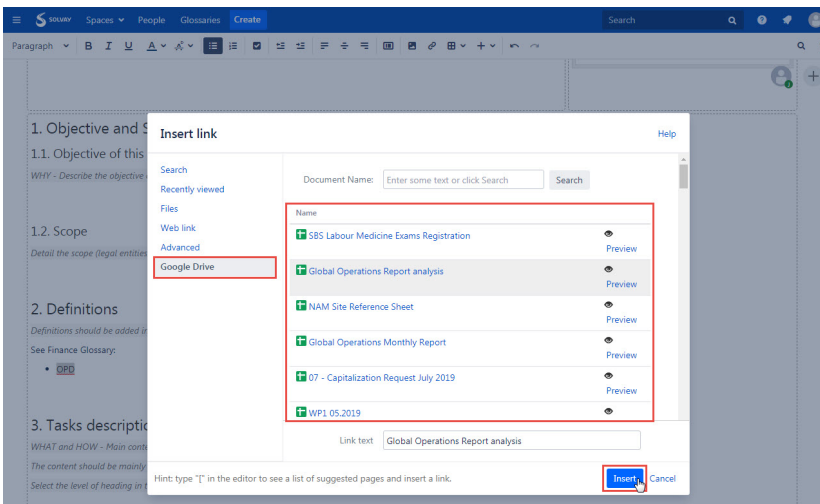 SOLVAY Spaces People Glossaries Create Search
Paragraph B I U A
1. Objective and S
1.1. Objective of this
WHY - Describe the objective
1.2. Scope
Detail the scope (legal entities
2. Definitions
Definitions should be added in
See Finance Glossary:
• OPD
3. Tasks descriptio
WHAT and HOW - Main conte
The content should be mainly
Select the level of heading in t
Insert link
Help
Search
Recently viewed
Files
Web link
Advanced
Google Drive
Document Name: Enter some text or click Search Search
Name
SBS Labour Medicine Exams Registration Preview
Global Operations Report analysis Preview
NAM Site Reference Sheet Preview
Global Operations Monthly Report Preview
07 - Capitalization Request July 2019 Preview
WP1 05.2019
Link text Global Operations Report analysis
Hint: type "[" in the editor to see a list of suggested pages and insert a link.
Insert Cancel